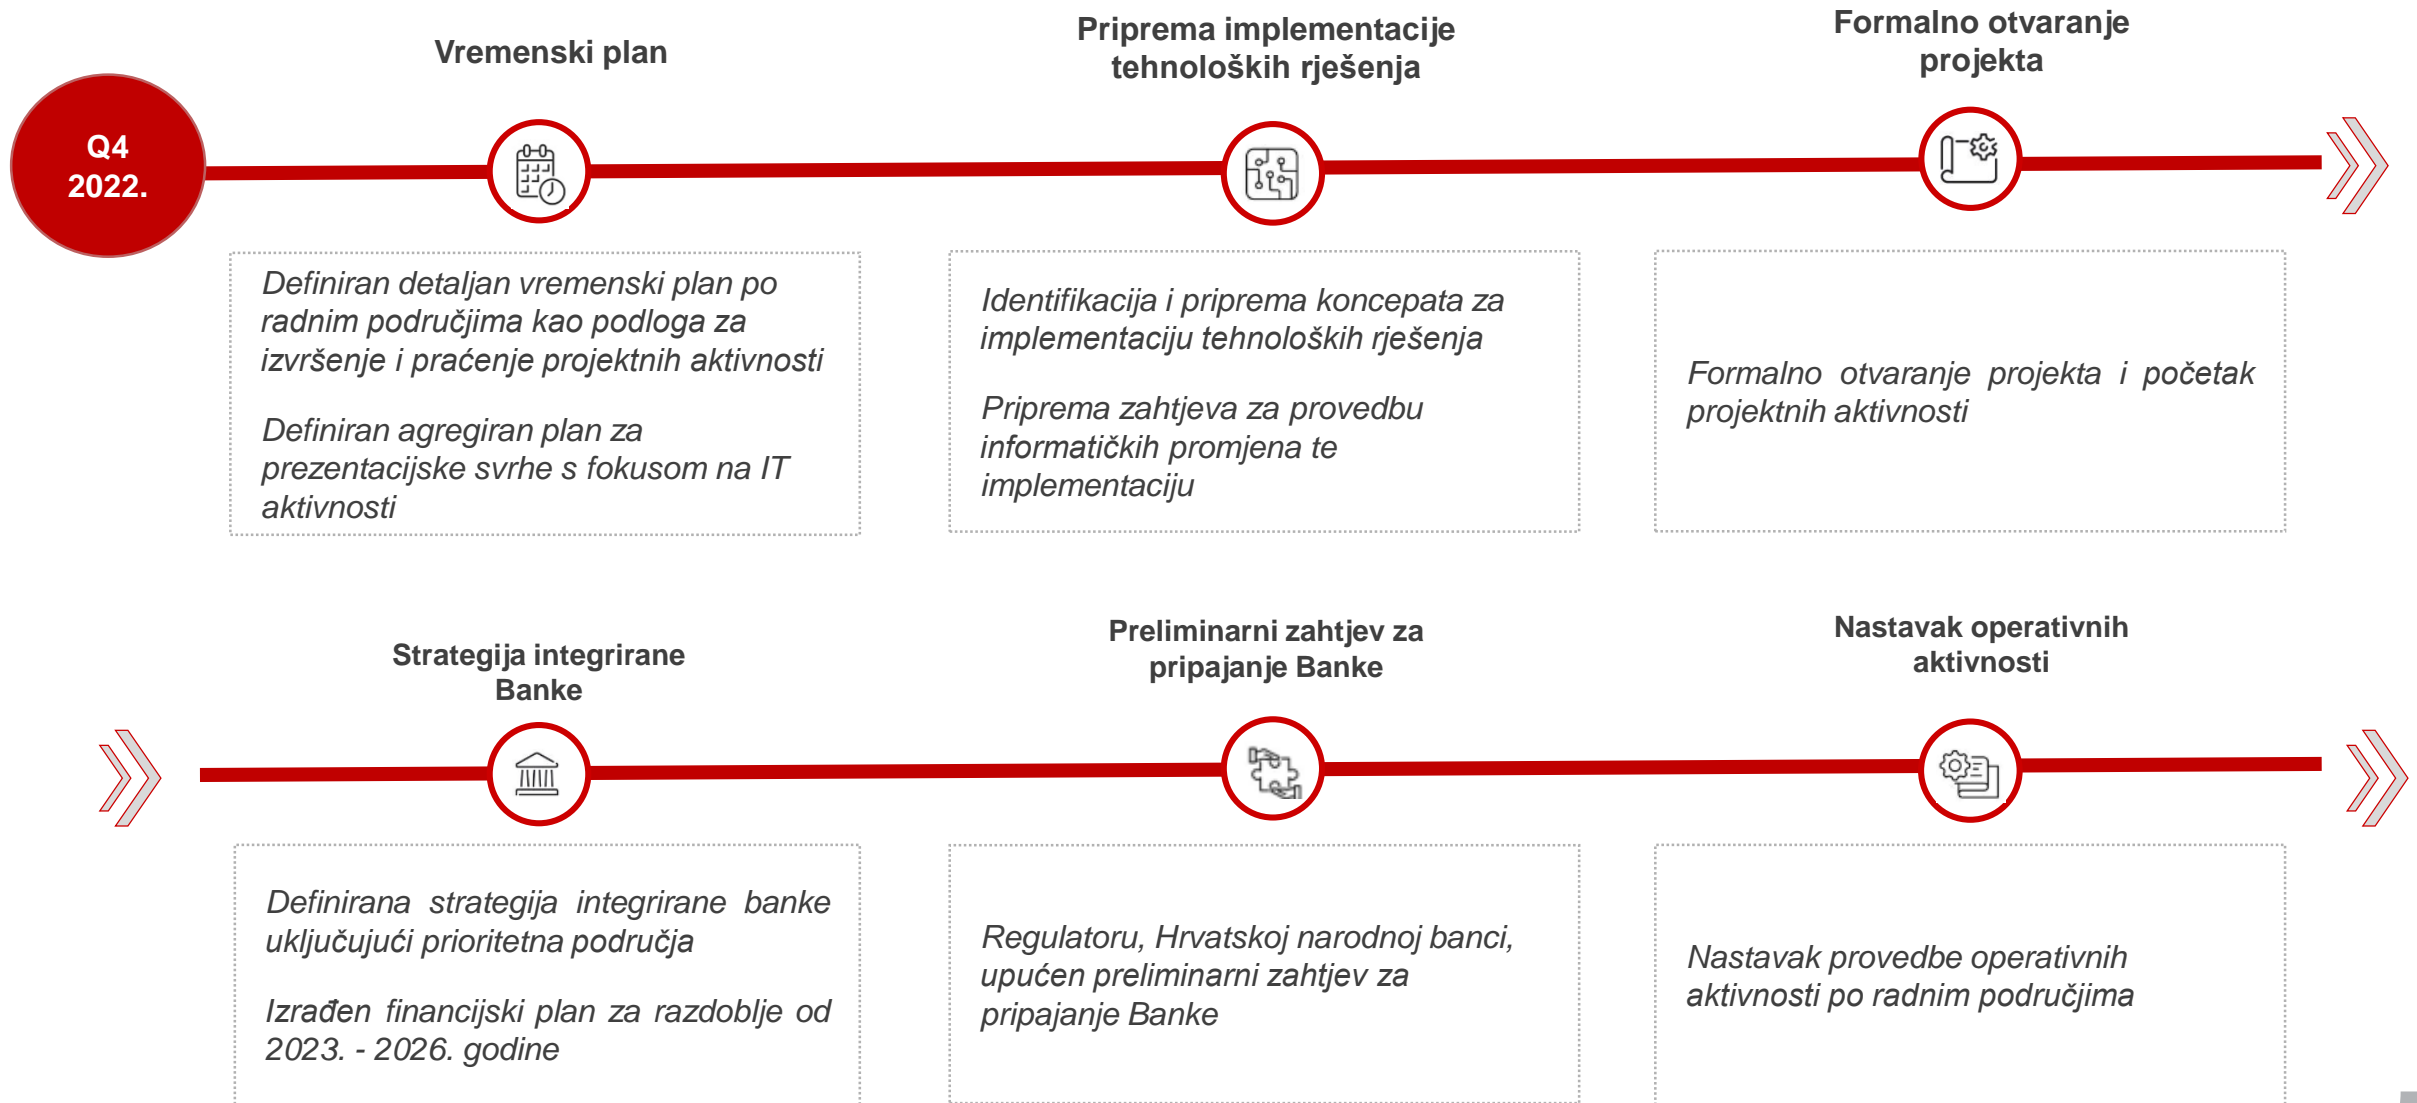 Q4
2022.
Vremenski plan
Definiran detaljan vremenski plan po
radnim područjima kao podloga za
izvršenje i praćenje projektnih aktivnosti
Definiran agregiran plan za
prezentacijske svrhe s fokusom na IT
aktivnosti
Priprema implementacije
tehnoloških rješenja
Identifikacija i priprema koncepata za
implementaciju tehnoloških rješenja
Priprema zahtjeva za provedbu
informatičkih promjena te
implementaciju
Formalno otvaranje
projekta
Formalno otvaranje projekta i početak
projektnih aktivnosti
Strategija integrirane
Banke
Definirana strategija integrirane banke
uključujući prioritetna područja
Izrađen financijski plan za razdoblje od
2023. - 2026. godine
Preliminarni zahtjev za
pripajanje Banke
Regulatoru, Hrvatskoj narodnoj banci,
upućen preliminarni zahtjev za
pripajanje Banke
Nastavak operativnih
aktivnosti
Nastavak provedbe operativnih
aktivnosti po radnim područjima